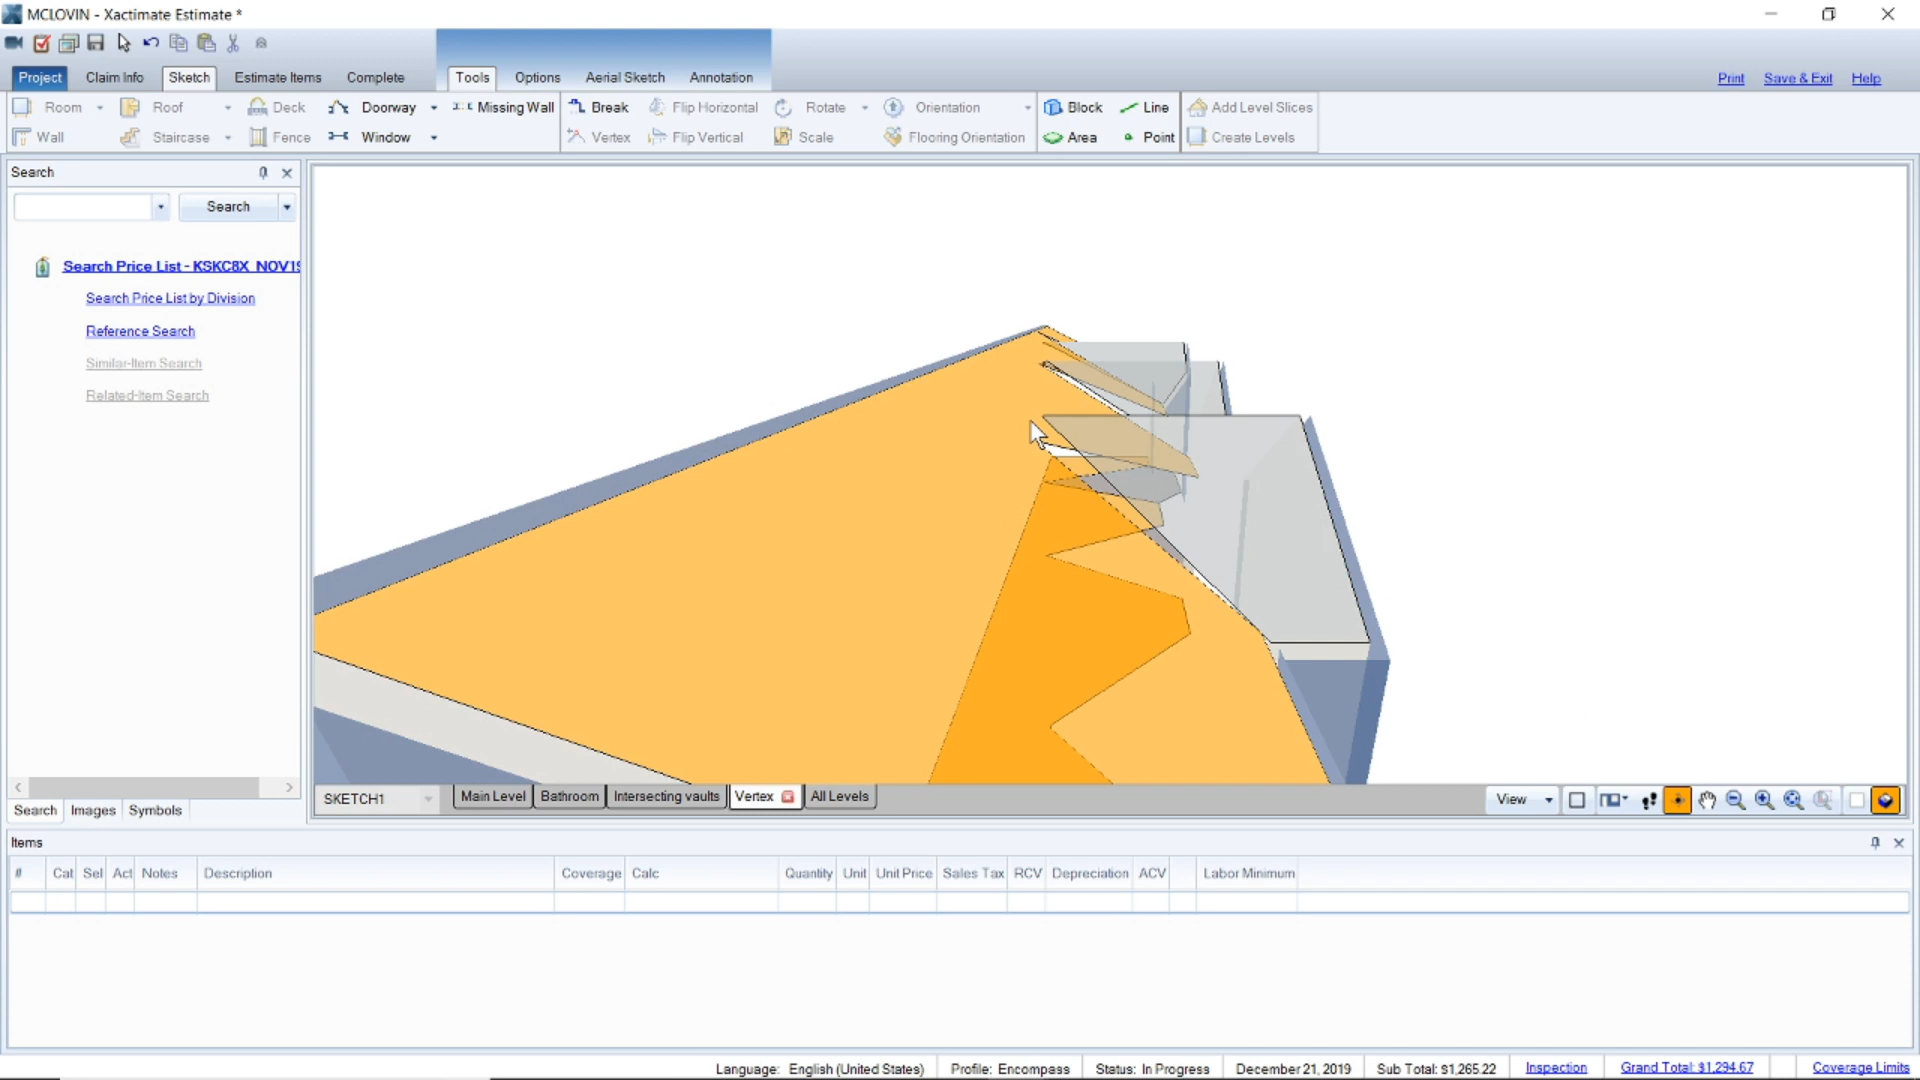 MCLOVIN - Xactimate Estimate *
Project Claim Info Sketch Estimate Items Complete Tools Options Aerial Sketch Annotation Print Save & Exit Help
Room Roof Deck Doorway Missing Wall Break Flip Horizontal Rotate Orientation Block Line Add Level Slices
Wall Staircase Fence Window Vertex Flip Vertical Scale Flooring Orientation Area Point Create Levels
Search
Search
Search Price List - KSKC8X_NOV19
Search Price List by Division
Reference Search
Similar-Item Search
Related-Item Search
SKETCH1 Main Level Bathroom Intersecting vaults Vertex All Levels View
Search Images Symbols
Items
# Cat Sel Act Notes Description Coverage Calc Quantity Unit Unit Price Sales Tax RCV Depreciation ACV Labor Minimum
Language: English (United States) Profile: Encompass Status: In Progress December 21, 2019 Sub Total: $1,265.22 Inspection Grand Total: $1,294.67 Coverage Limits